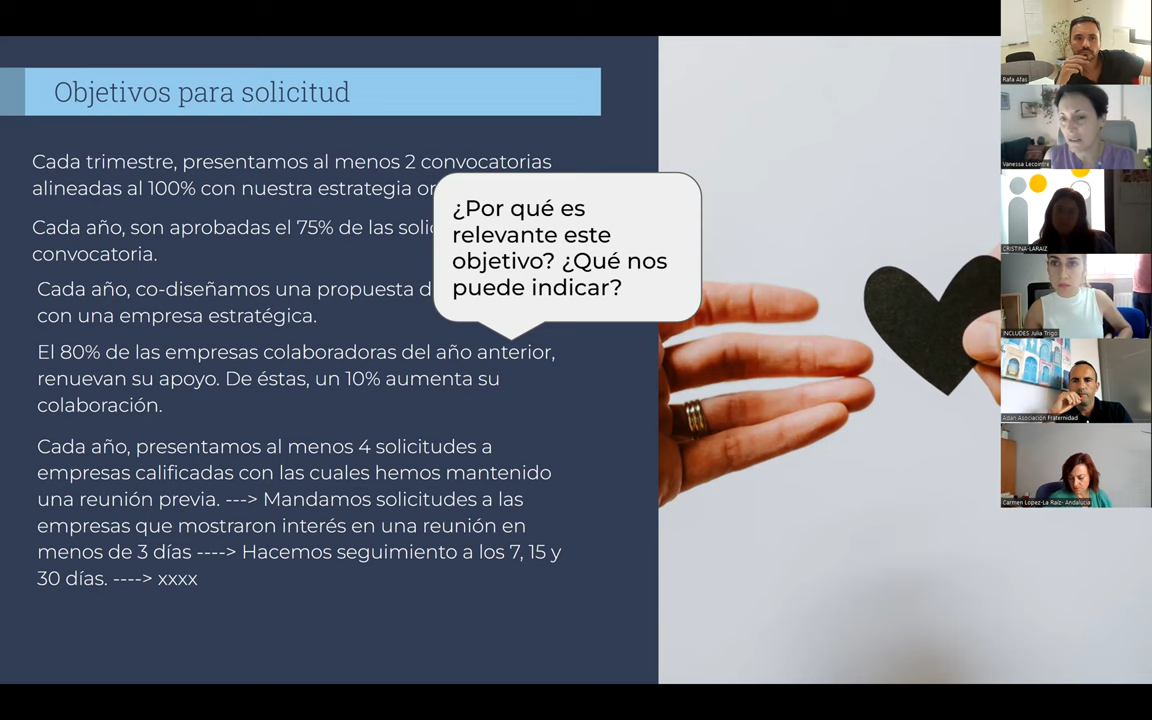 Objetivos para solicitud
Cada trimestre, presentamos al menos 2 convocatorias
alineadas al 100% con nuestra estrategia
Cada año, son aprobadas el 75% de las
convocatoria.
Cada año, co-diseñamos una propuesta
con una empresa estratégica.
¿Por qué es
relevante este
objetivo? ¿Qué nos
puede indicar?
El 80% de las empresas colaboradoras del año anterior,
renuevan su apoyo. De éstas, un 10% aumenta su
colaboración.
Cada año, presentamos al menos 4 solicitudes a
empresas calificadas con las cuales hemos mantenido
una reunión previa. ---> Mandamos solicitudes a las
empresas que mostraron interés en una reunión en
menos de 3 días ----> Hacemos seguimiento a los 7, 15 y
30 días. ----> xxxx
Rafa Afas
Vanessa Lecointre
CRISTINA-LARAIZ
INCLUDES Julia Trigo
Adan Asociación Fraternidad
Carmen Lopez-La Raíz- Andalucia